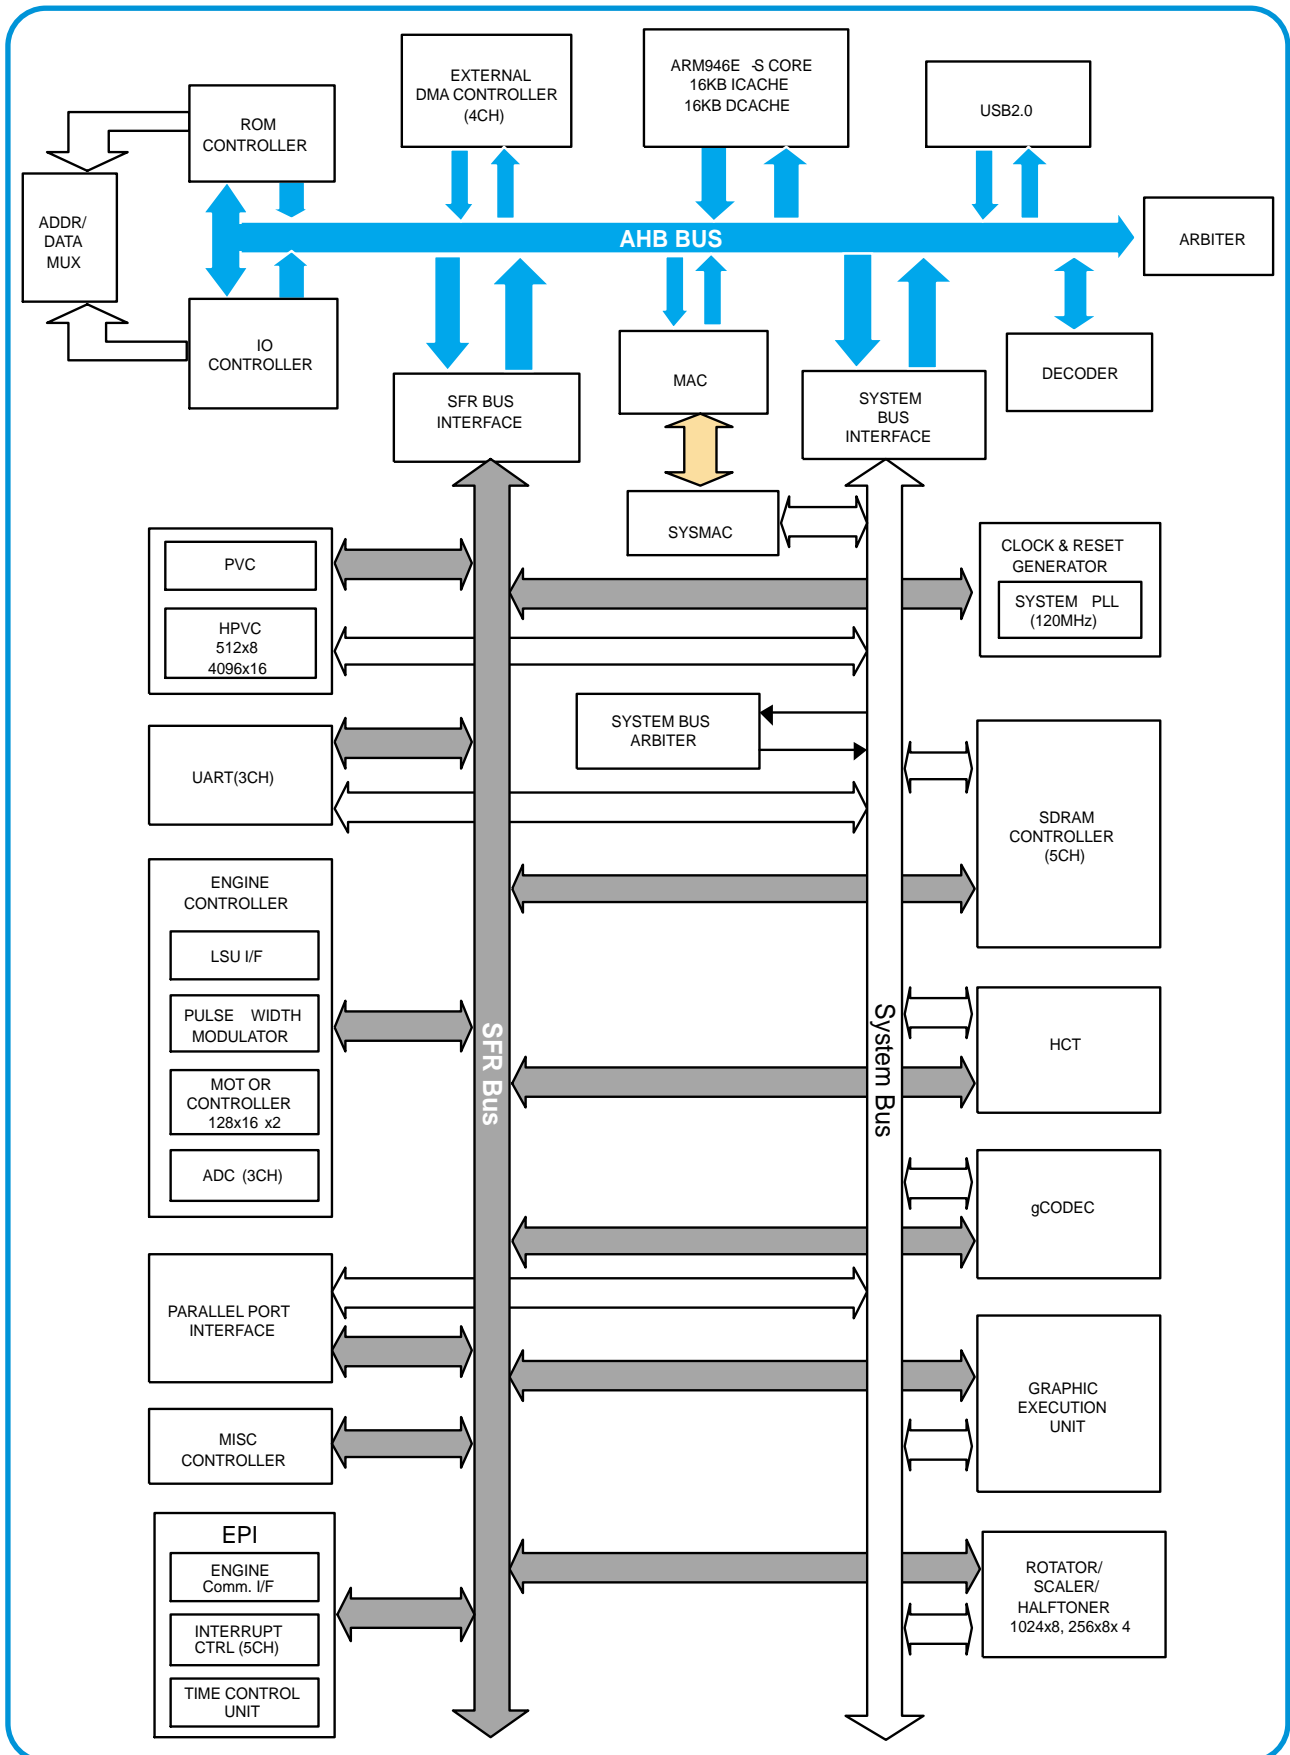 EXTERNAL
DMA CONTROLLER
(4CH)
ARM946E -S CORE
16KB ICACHE
16KB DCACHE
USB2.0
ROM
CONTROLLER
ADDR/
DATA
MUX
AHB BUS
ARBITER
IO
CONTROLLER
SFR BUS
INTERFACE
MAC
SYSTEM
BUS
INTERFACE
DECODER
SYSMAC
PVC
HPVC
512x8
4096x16
CLOCK & RESET
GENERATOR
SYSTEM PLL
(120MHz)
SYSTEM BUS
ARBITER
UART(3CH)
SDRAM
CONTROLLER
(5CH)
ENGINE
CONTROLLER
LSU I/F
PULSE WIDTH
MODULATOR
MOT OR
CONTROLLER
128x16 x2
ADC (3CH)
SFR Bus
System Bus
HCT
gCODEC
PARALLEL PORT
INTERFACE
GRAPHIC
EXECUTION
UNIT
MISC
CONTROLLER
EPI
ENGINE
Comm. I/F
INTERRUPT
CTRL (5CH)
TIME CONTROL
UNIT
ROTATOR/
SCALER/
HALFTONER
1024x8, 256x8x 4